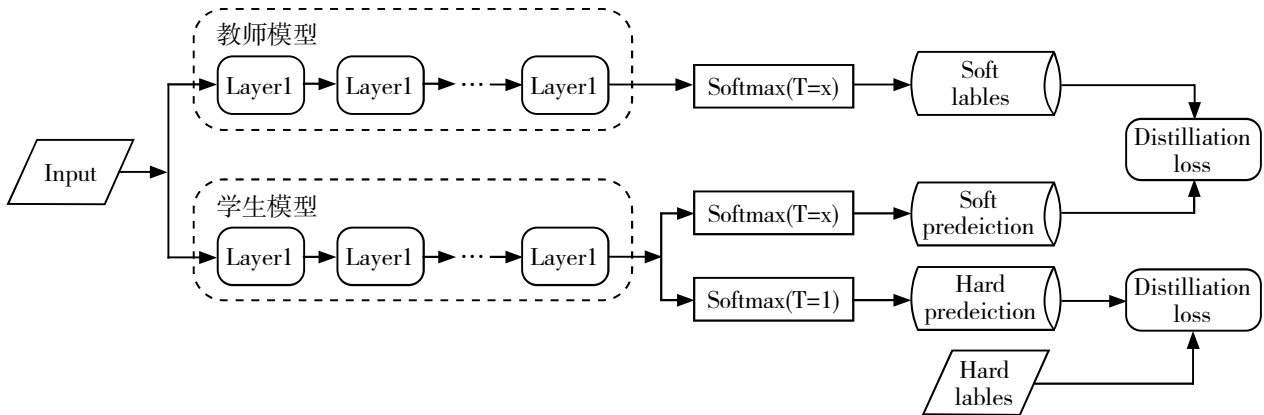 教师模型
Layer1
Layer1
···
Layer1
Softmax(T=x)
Soft
lables
Distilliation
loss
Input
学生模型
Layer1
Layer1
···
Layer1
Softmax(T=x)
Soft
predeiction
Softmax(T=1)
Hard
predeiction
Distilliation
loss
Hard
lables